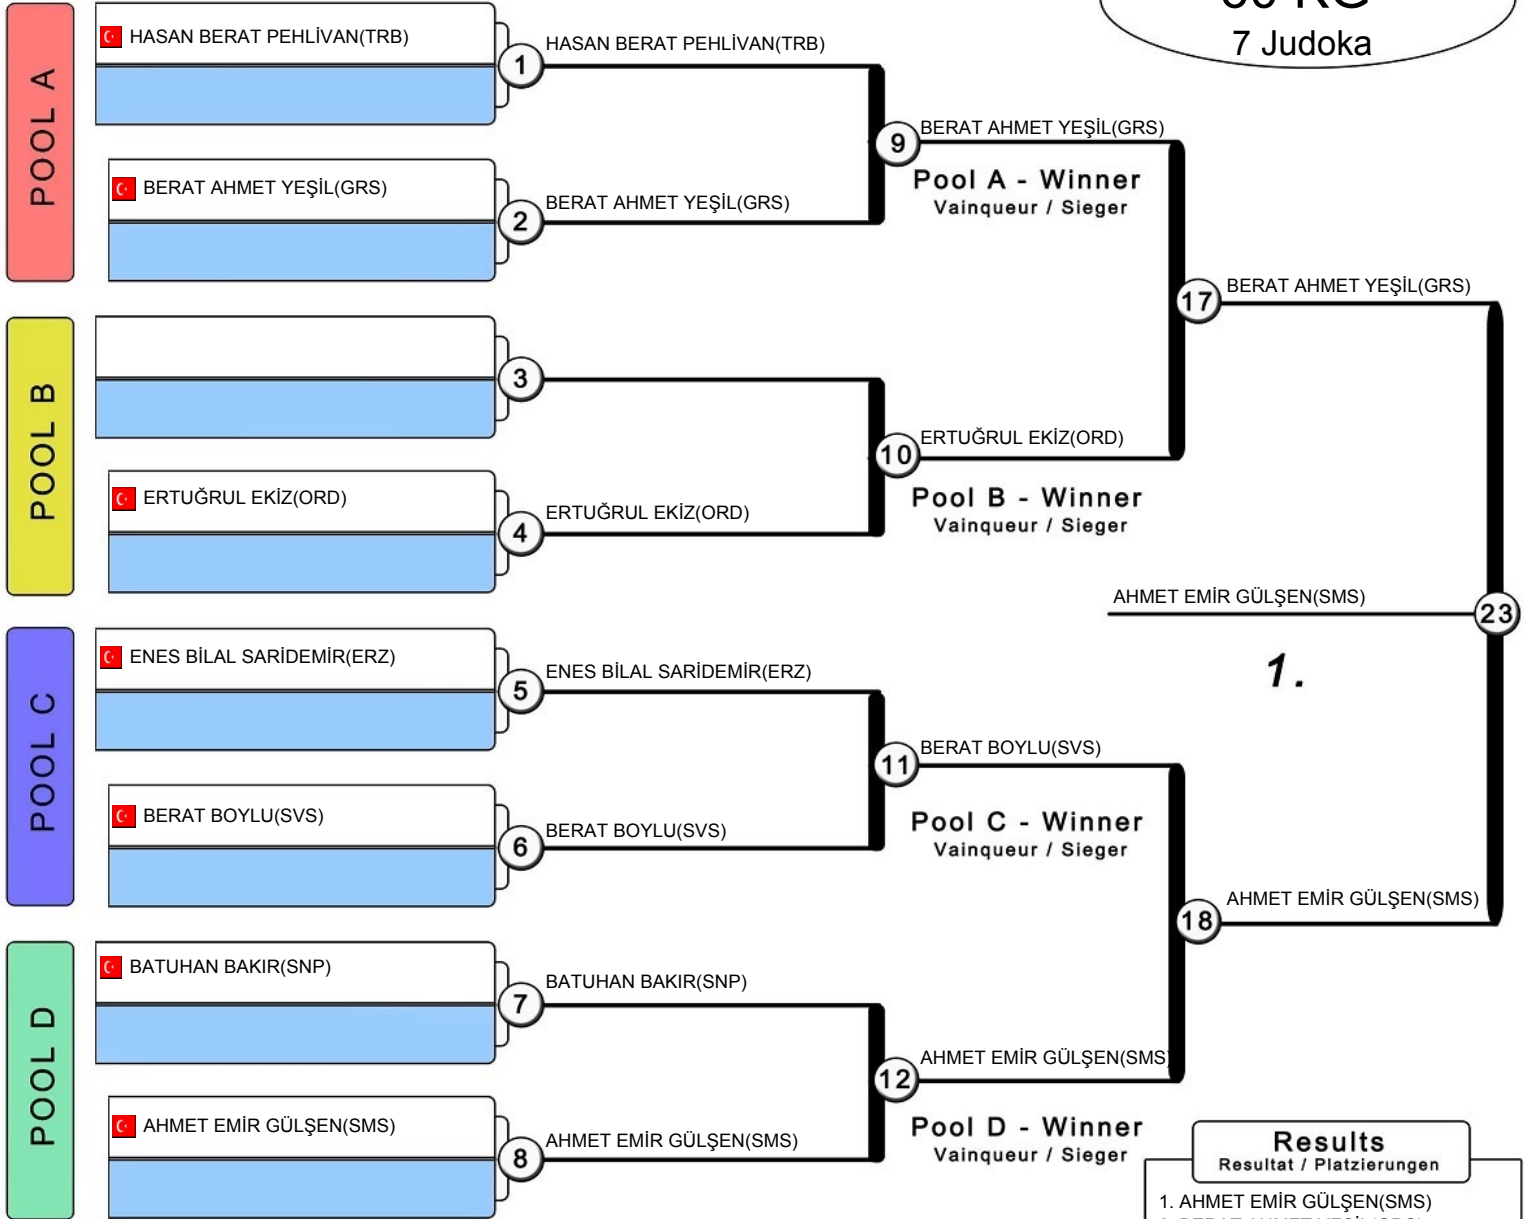 7 Judoka
POOL A
HASAN BERAT PEHLİVAN(TRB)
1
HASAN BERAT PEHLİVAN(TRB)
BERAT AHMET YEŞİL(GRS)
2
BERAT AHMET YEŞİL(GRS)
9
BERAT AHMET YEŞİL(GRS)
Pool A - Winner
Vainqueur / Sieger
POOL B
3
ERTUĞRUL EKİZ(ORD)
4
ERTUĞRUL EKİZ(ORD)
10
ERTUĞRUL EKİZ(ORD)
Pool B - Winner
Vainqueur / Sieger
17
BERAT AHMET YEŞİL(GRS)
POOL C
ENES BİLAL SARİDEMİR(ERZ)
5
ENES BİLAL SARİDEMİR(ERZ)
BERAT BOYLU(SVS)
6
BERAT BOYLU(SVS)
11
BERAT BOYLU(SVS)
Pool C - Winner
Vainqueur / Sieger
POOL D
BATUHAN BAKIR(SNP)
7
BATUHAN BAKIR(SNP)
AHMET EMİR GÜLŞEN(SMS)
8
AHMET EMİR GÜLŞEN(SMS)
12
AHMET EMİR GÜLŞEN(SMS)
Pool D - Winner
Vainqueur / Sieger
18
AHMET EMİR GÜLŞEN(SMS)
AHMET EMİR GÜLŞEN(SMS)
23
1.
Results
Resultat / Platzierungen
1. AHMET EMİR GÜLŞEN(SMS)